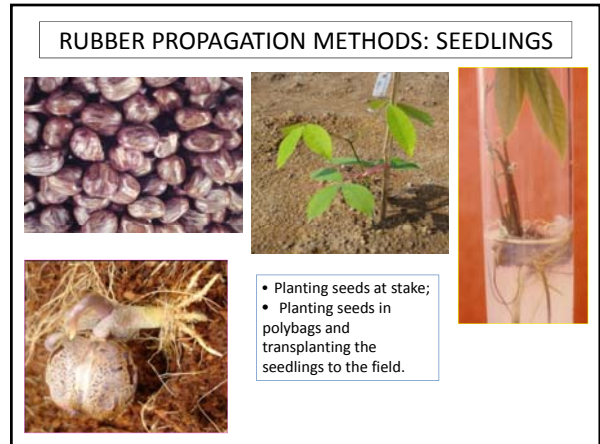 RUBBER PROPAGATION METHODS: SEEDLINGS
• Planting seeds at stake;
• Planting seeds in
polybags and
transplanting the
seedlings to the field.